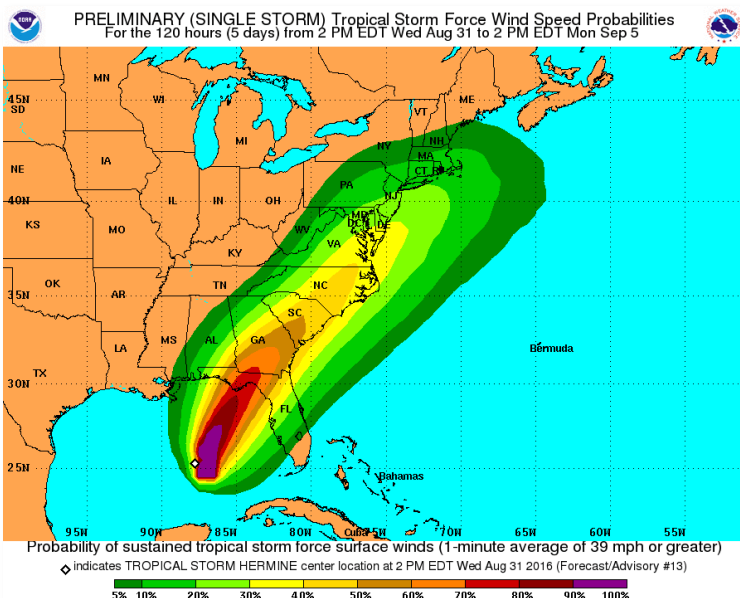 PRELIMINARY (SINGLE STORM) Tropical Storm Force Wind Speed Probabilities
For the 120 hours (5 days) from 2 PM EDT Wed Aug 31 to 2 PM EDT Mon Sep 5
NOAA
MN
ME
45N
WI
VT
SD
MI
NY
NH
MA
IA
CT
NE
PA
NJ
40N
IL
IN
OH
MD
DC
DE
KS
MO
WV
VA
KY
OK
TN
NC
35N
AR
SC
MS
AL
GA
LA
Bermuda
TX
30N
FL
25N
Bahamas
95N
90N
85N
80N
Cuba
70N
60N
55N
Probability of sustained tropical storm force surface winds (1-minute average of 39 mph or greater)
indicates TROPICAL STORM HERMINE center location at 2 PM EDT Wed Aug 31 2016 (Forecast/Advisory #13)
5% 10% 20% 30% 40% 50% 60% 70% 80% 90% 100%